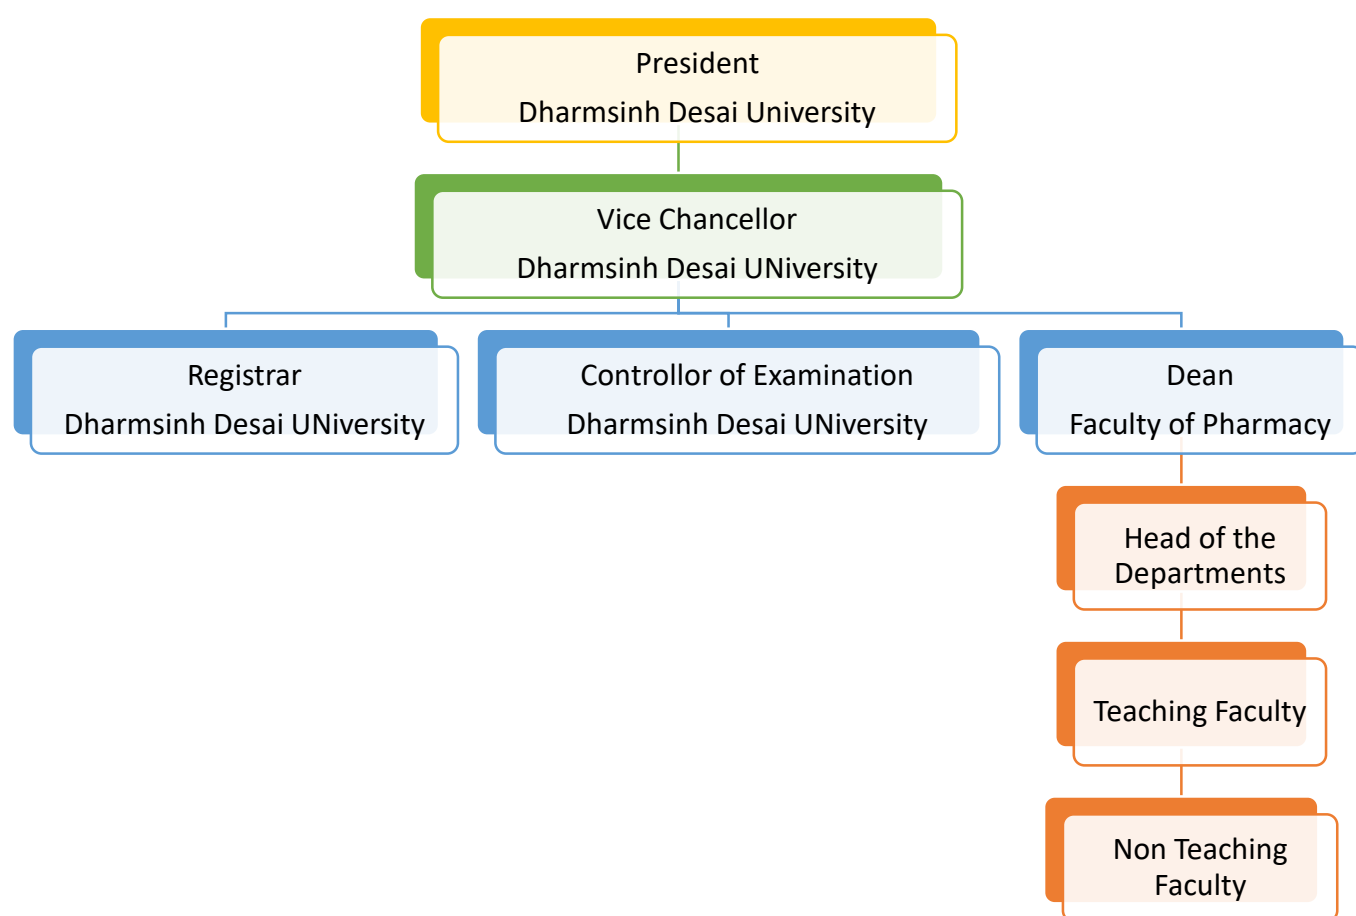 President
Dharmsinh Desai University
Vice Chancellor
Dharmsinh Desai UNiversity
Registrar
Dharmsinh Desai UNiversity
Controllor of Examination
Dharmsinh Desai UNiversity
Dean
Faculty of Pharmacy
Head of the
Departments
Teaching Faculty
Non Teaching
Faculty